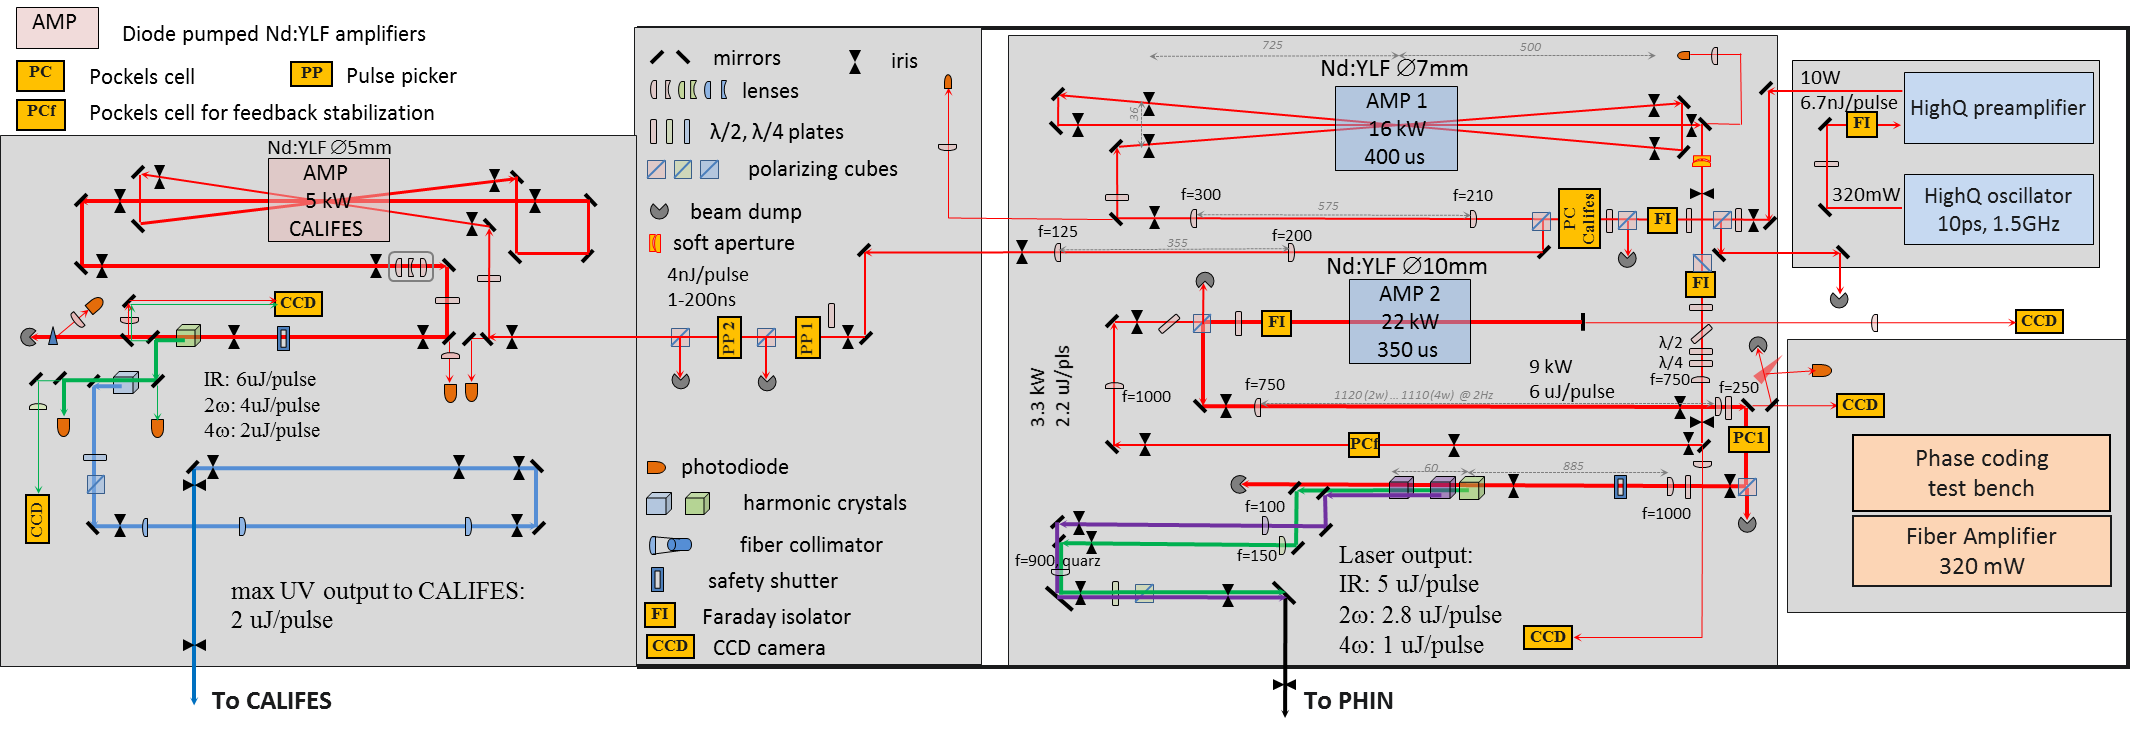 AMP
Diode pumped Nd:YLF amplifiers
PC
Pockels cell
PP
Pulse picker
PCf
Pockels cell for feedback stabilization
Nd:YLF ∅5mm
AMP
5 kW
CALIFES
CCD
IR: 6uJ/pulse
2ω: 4uJ/pulse
4ω: 2uJ/pulse
CCD
max UV output to CALIFES:
2 uJ/pulse
To CALIFES
mirrors
iris
lenses
λ/2, λ/4 plates
polarizing cubes
beam dump
soft aperture
4nJ/pulse
1-200ns
PP2
PP1
photodiode
harmonic crystals
fiber collimator
safety shutter
FI
Faraday isolator
CCD
CCD camera
725
500
Nd:YLF ∅7mm
AMP 1
16 kW
400 us
36
f=300
575
f=210
PC
Califes
FI
f=125
355
f=200
Nd:YLF ∅10mm
AMP 2
22 kW
350 us
FI
FI
3.3 kW
2.2 uJ/pls
9 kW
6 uJ/pulse
λ/2
λ/4
f=750
f=250
f=1000
f=750
1120 (2w) ... 1110 (4w) @ 2Hz
PCf
PC1
60
885
f=100
f=1000
f=150
f=900, quarz
Laser output:
IR: 5 uJ/pulse
2ω: 2.8 uJ/pulse
4ω: 1 uJ/pulse
CCD
To PHIN
10W
6.7nJ/pulse
FI
HighQ preamplifier
320mW
HighQ oscillator
10ps, 1.5GHz
CCD
CCD
Phase coding
test bench
Fiber Amplifier
320 mW